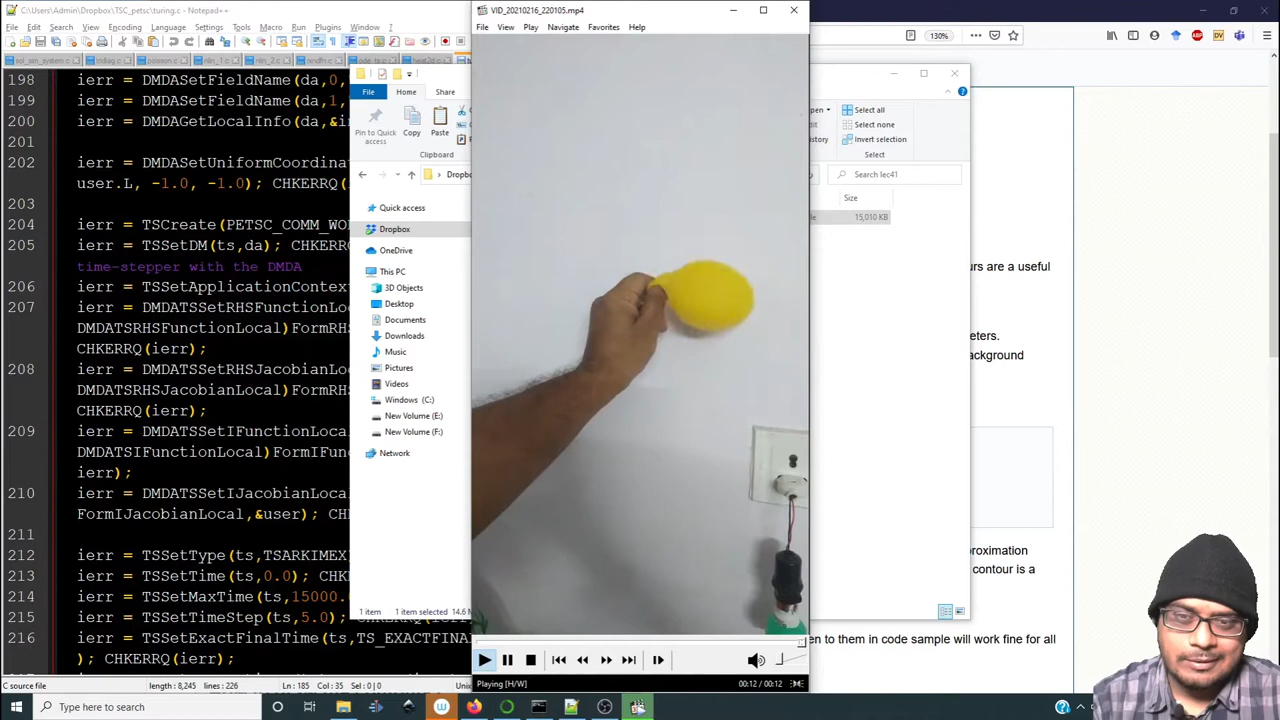 C:\Users\Admin\Dropbox\TSC_petsc\turing.c - Notepad++
File Edit Search View Encoding Language Settings Tools Macro Run Plugins Window
198 ierr = DMDASetFieldName(da,0,
199 ierr = DMDASetFieldName(da,1,
200 ierr = DMDAGetLocalInfo(da,&i
201
202 ierr = DMDASetUniformCoordina
user.L, -1.0, -1.0); CHKERRQ(
203
204 ierr = TSCreate(PETSC_COMM_WO
205 ierr = TSSetDM(ts,da); CHKERR
time-stepper with the DMDA
206 ierr = TSSetApplicationContex
207 ierr = DMDATSSetRHSFunctionLo
DMDATSRHSFunctionLocal)FormRH
CHKERRQ(ierr);
208 ierr = DMDATSSetRHSJacobianLo
DMDATSRHSJacobianLocal)FormRH
CHKERRQ(ierr);
209 ierr = DMDATSSetIFunctionLoca
DMDATSIFunctionLocal)FormIFun
ierr);
210 ierr = DMDATSSetIJacobianLoca
FormIJacobianLocal,&user); CH
211
212 ierr = TSSetType(ts,TSARKIMEX
213 ierr = TSSetTime(ts,0.0); CHK
214 ierr = TSSetMaxTime(ts,15000.
215 ierr = TSSetTimeStep(ts,5.0);
216 ierr = TSSetExactFinalTime(ts,TS_EXACTFINA
); CHKERRQ(ierr);
C source file length : 8,245 lines : 226 Ln : 185 Col : 35 Sel : 0 | 0 Unix
File Home Share
Pin to Quick access
Copy
Paste
Clipboard
Dropbo
Quick access
Dropbox
OneDrive
This PC
3D Objects
Desktop
Documents
Downloads
Music
Pictures
Videos
Windows (C:)
New Volume (E:)
New Volume (F:)
Network
1 item 1 item selected 14.6 M
VID_20210216_220105.mp4
File View Play Navigate Favorites Help
Playing [H/W] 00:12 / 00:12
Select all
Select none
Invert selection
Select
Search lec41
Size
15,010 KB
130%
urs are a useful
eters.
ackground
proximation
contour is a
en to them in code sample will work fine for all
Type here to search